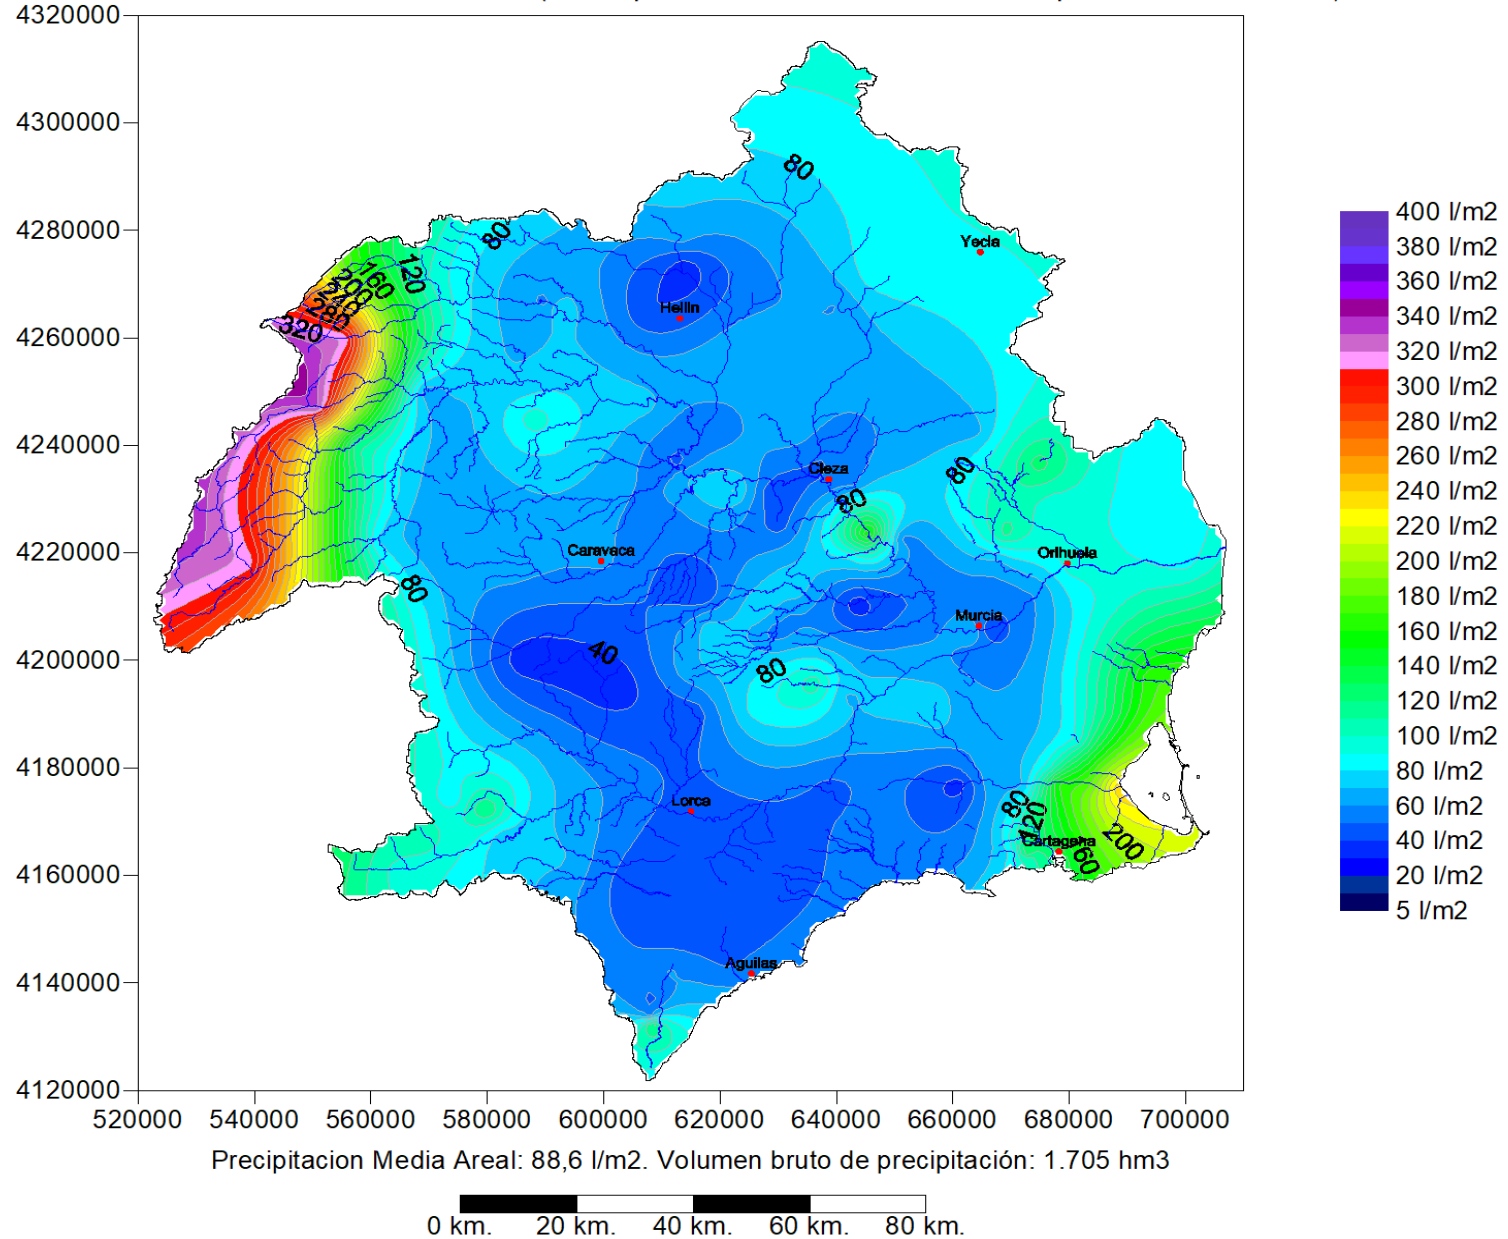 4320000
4300000
4280000
4260000
4240000
4220000
4200000
4180000
4160000
4140000
4120000
520000 540000 560000 580000 600000 620000 640000 660000 680000 700000
80
Yecla
80
120
160
200
240
280
320
Hellin
Cieza
80
80
Caravaca
Orihuela
80
Murcia
40
80
Lorca
80
120
Cartagena
160
200
Aguilas
400 l/m2
380 l/m2
360 l/m2
340 l/m2
320 l/m2
300 l/m2
280 l/m2
260 l/m2
240 l/m2
220 l/m2
200 l/m2
180 l/m2
160 l/m2
140 l/m2
120 l/m2
100 l/m2
80 l/m2
60 l/m2
40 l/m2
20 l/m2
5 l/m2
Precipitacion Media Areal: 88,6 l/m2. Volumen bruto de precipitación: 1.705 hm3
0 km. 20 km. 40 km. 60 km. 80 km.